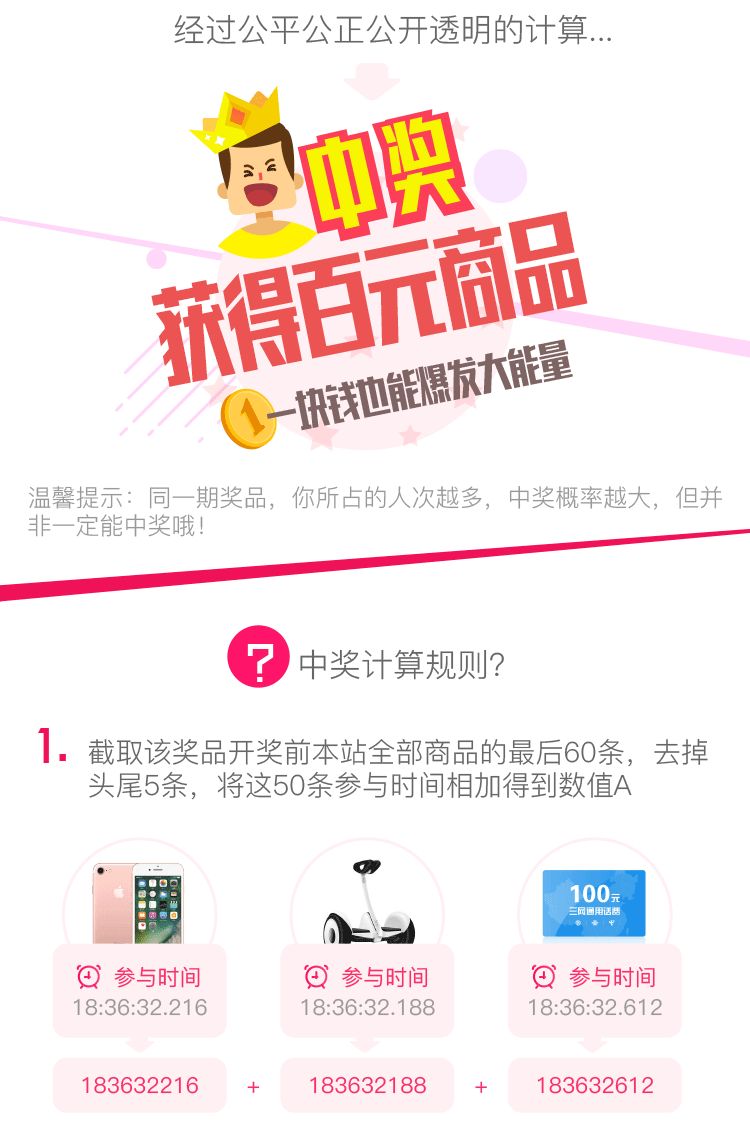 经过公平公正公开透明的计算...
中奖
获得百元商品
1 一块钱也能爆发大能量
温馨提示：同一期奖品，你所占的人次越多，中奖概率越大，但并
非一定能中奖哦！
? 中奖计算规则？
1. 截取该奖品开奖前本站全部商品的最后60条，去掉
头尾5条，将这50条参与时间相加得到数值A
100元
三网通用话费
参与时间 参与时间 参与时间
18:36:32.216 18:36:32.188 18:36:32.612
183632216 + 183632188 + 183632612